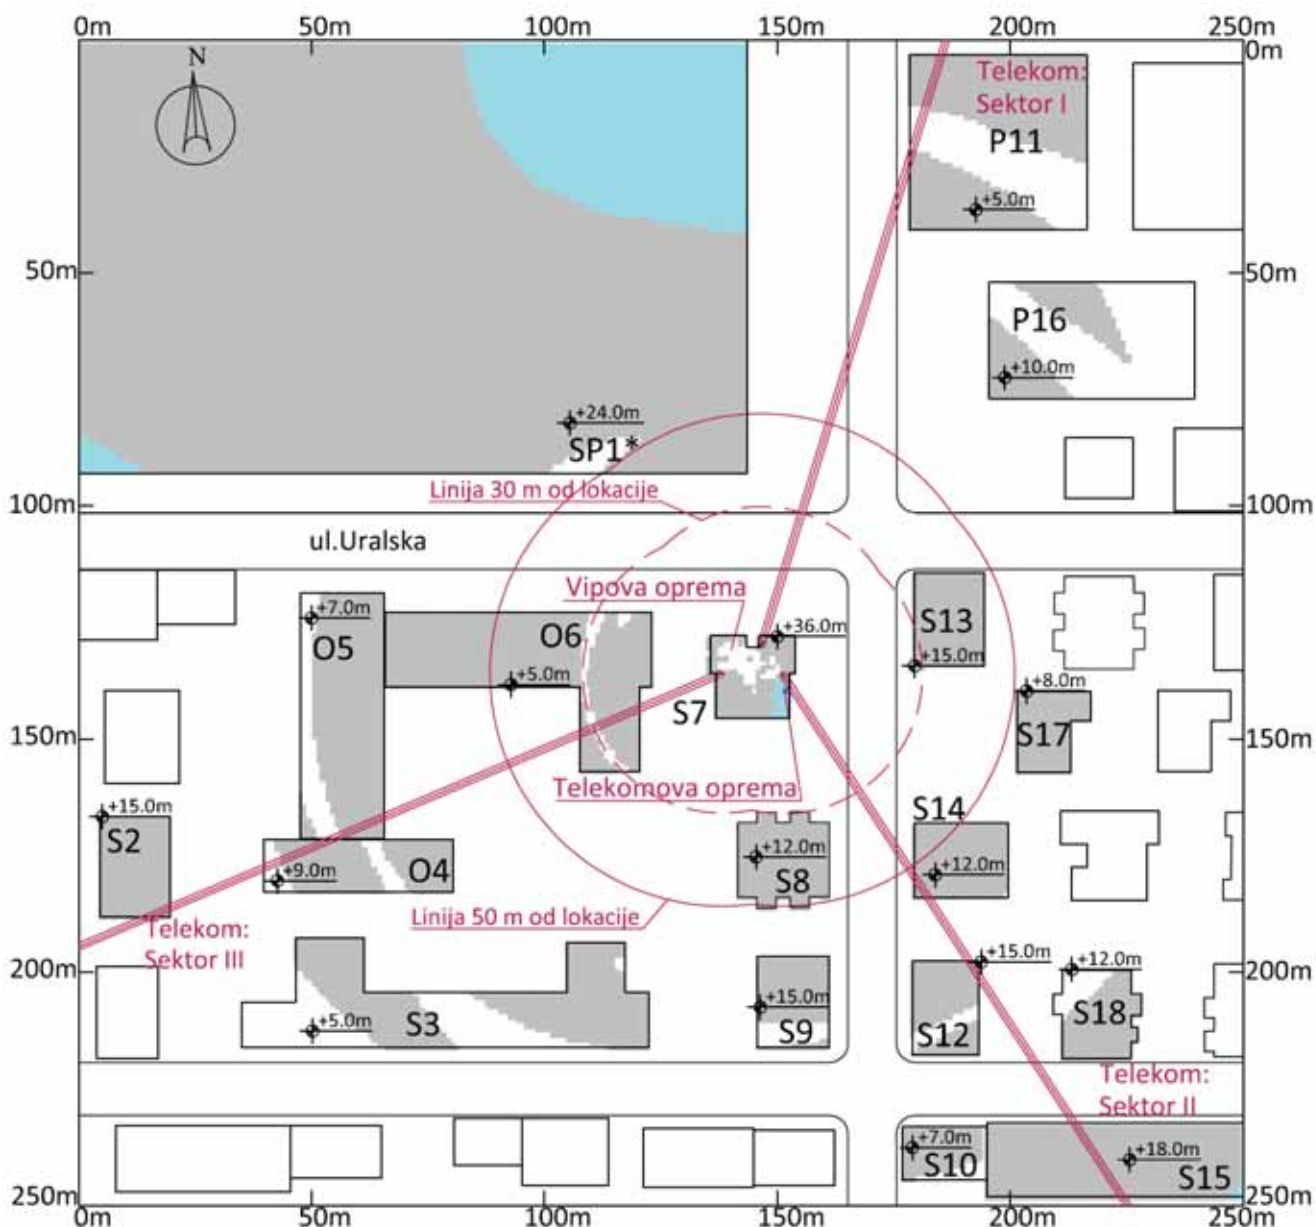 0m 50m 100m 150m 200m 250m
0m
N
Telekom:
Sektor I
P11
+5.0m
50m 50m
P16
+10.0m
+24.0m
SP1*
Linija 30 m od lokacije
100m 100m
ul.Uralska
Vipova oprema
+7.0m
O5
O6
+36.0m
S13
+15.0m
+5.0m
+8.0m
S7
S17
150m 150m
Telekomova oprema
+15.0m
S2
S14
+12.0m
S8
+12.0m
+9.0m
O4
Linija 50 m od lokacije
Telekom:
Sektor III
200m 200m
+15.0m
+12.0m
+15.0m
+5.0m
S3
S9
S12
S18
Telekom:
Sektor II
+7.0m
S10
+18.0m
S15
250m 250m
0m 50m 100m 150m 200m 250m